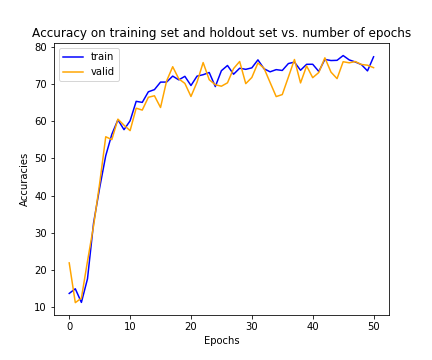 Accuracy on training set and holdout set vs. number of epochs
train
valid
80
70
60
50
40
30
20
10
Accuracies
0 10 20 30 40 50
Epochs